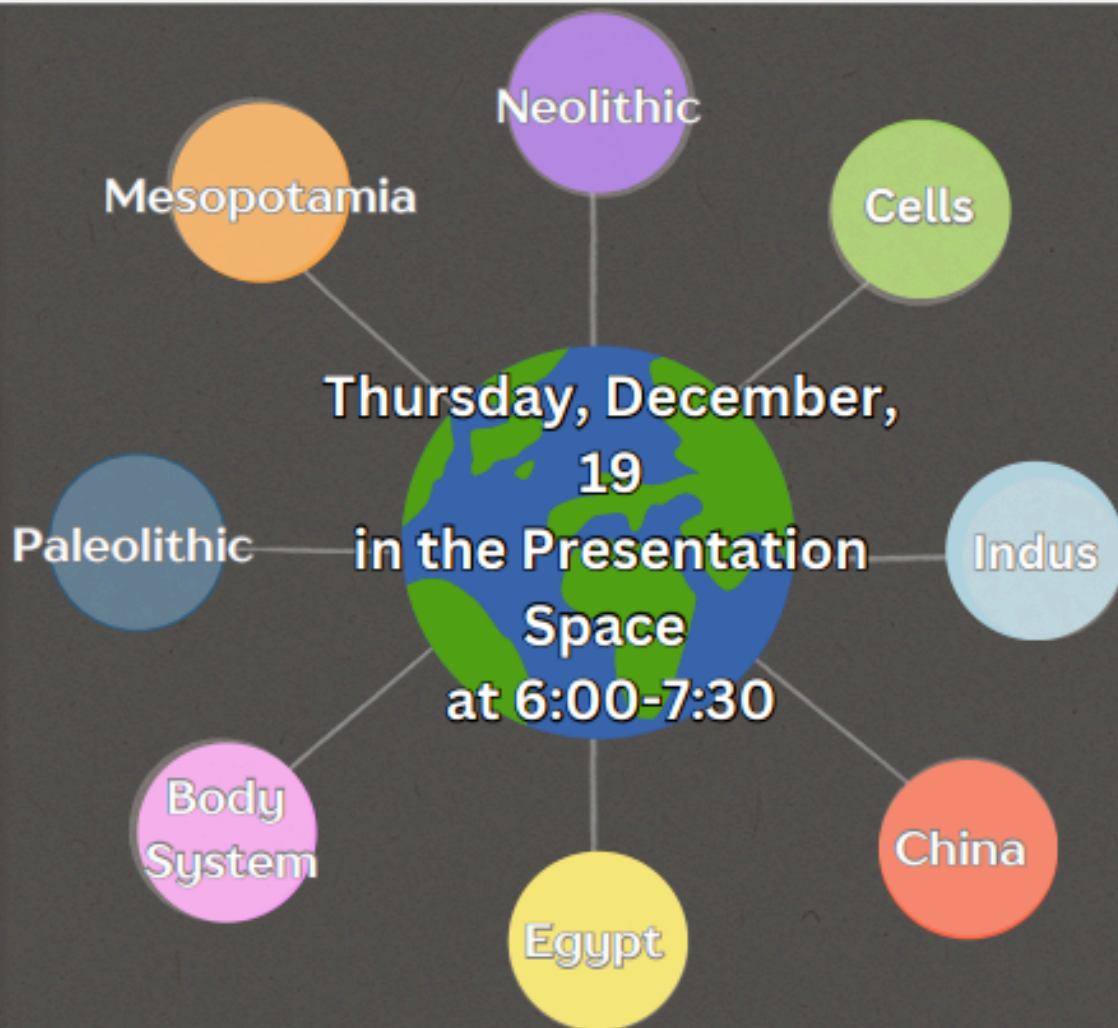 Neolithic
Mesopotamia
Cells
Thursday, December,
19
in the Presentation
Space
at 6:00-7:30
Paleolithic
Indus
Body
System
China
Egypt